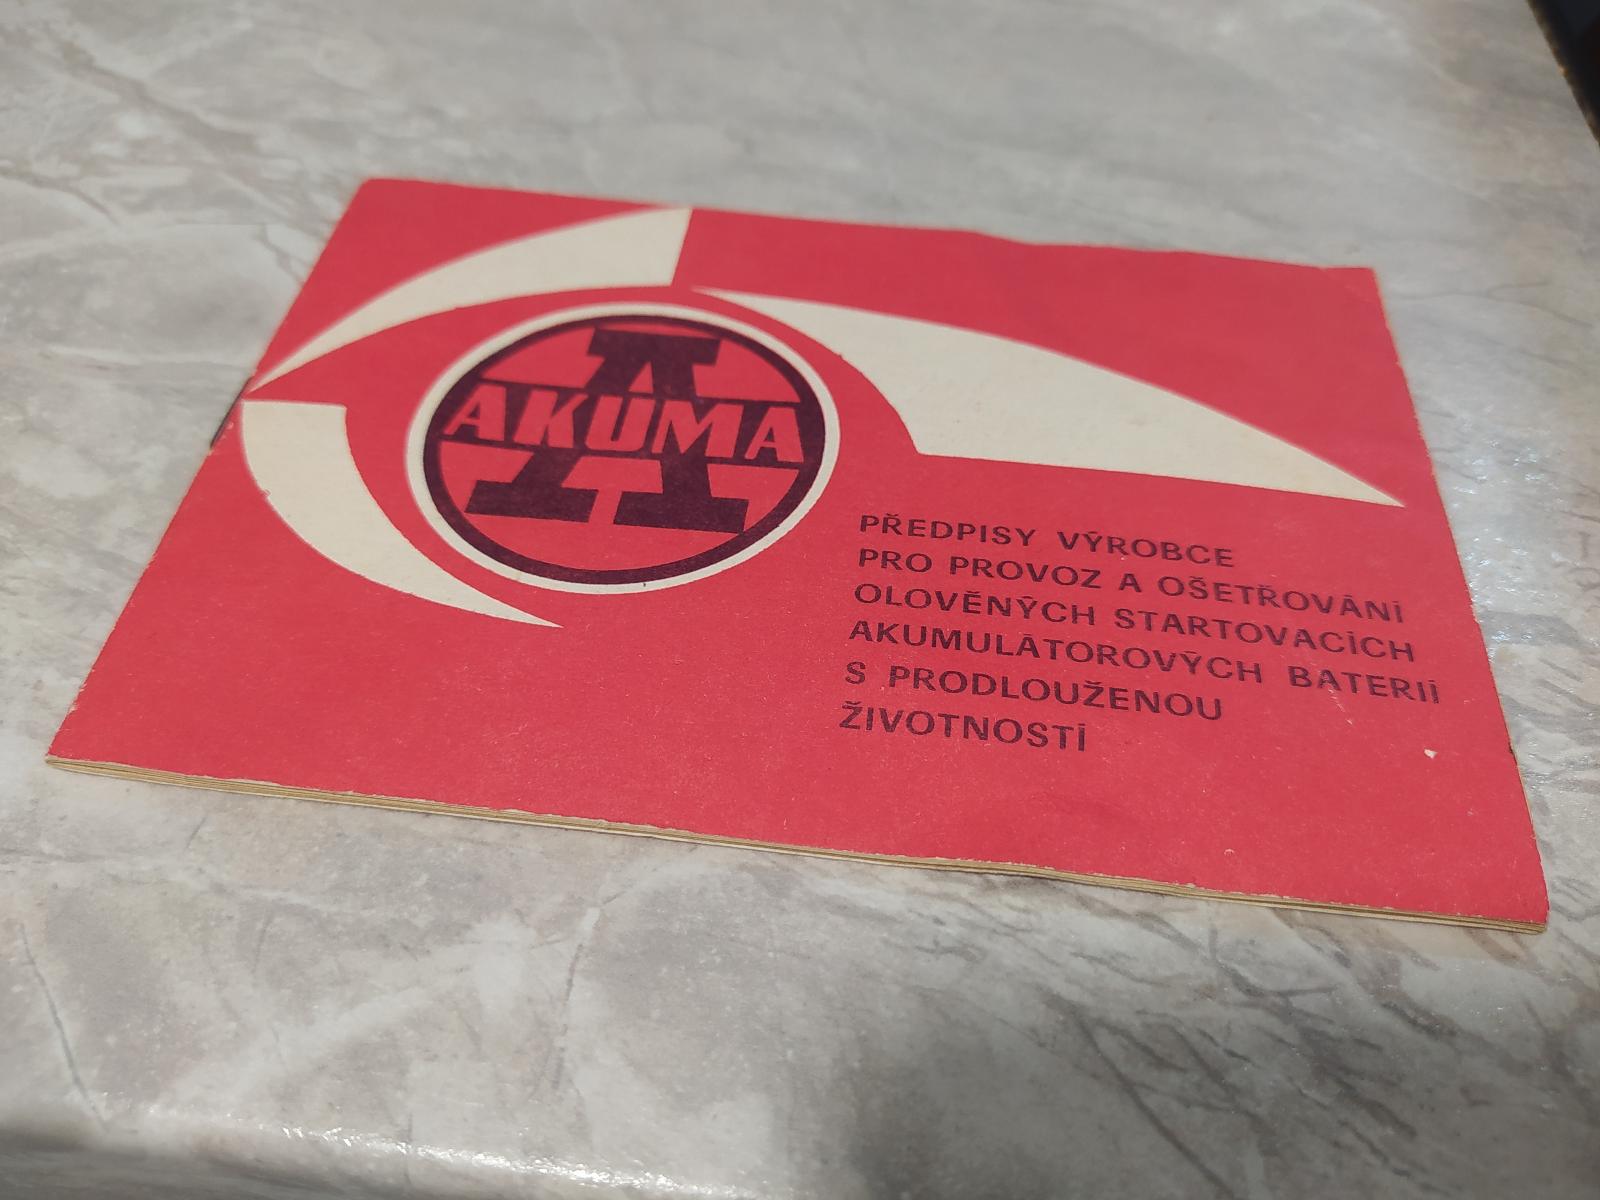 AKUMA
PŘEDPISY VÝROBCE
PRO PROVOZ A OŠETŘOVÁNÍ
OLOVĚNÝCH STARTOVACÍCH
AKUMULÁTOROVÝCH BATERIÍ
S PRODLOUŽENOU
ŽIVOTNOSTÍ